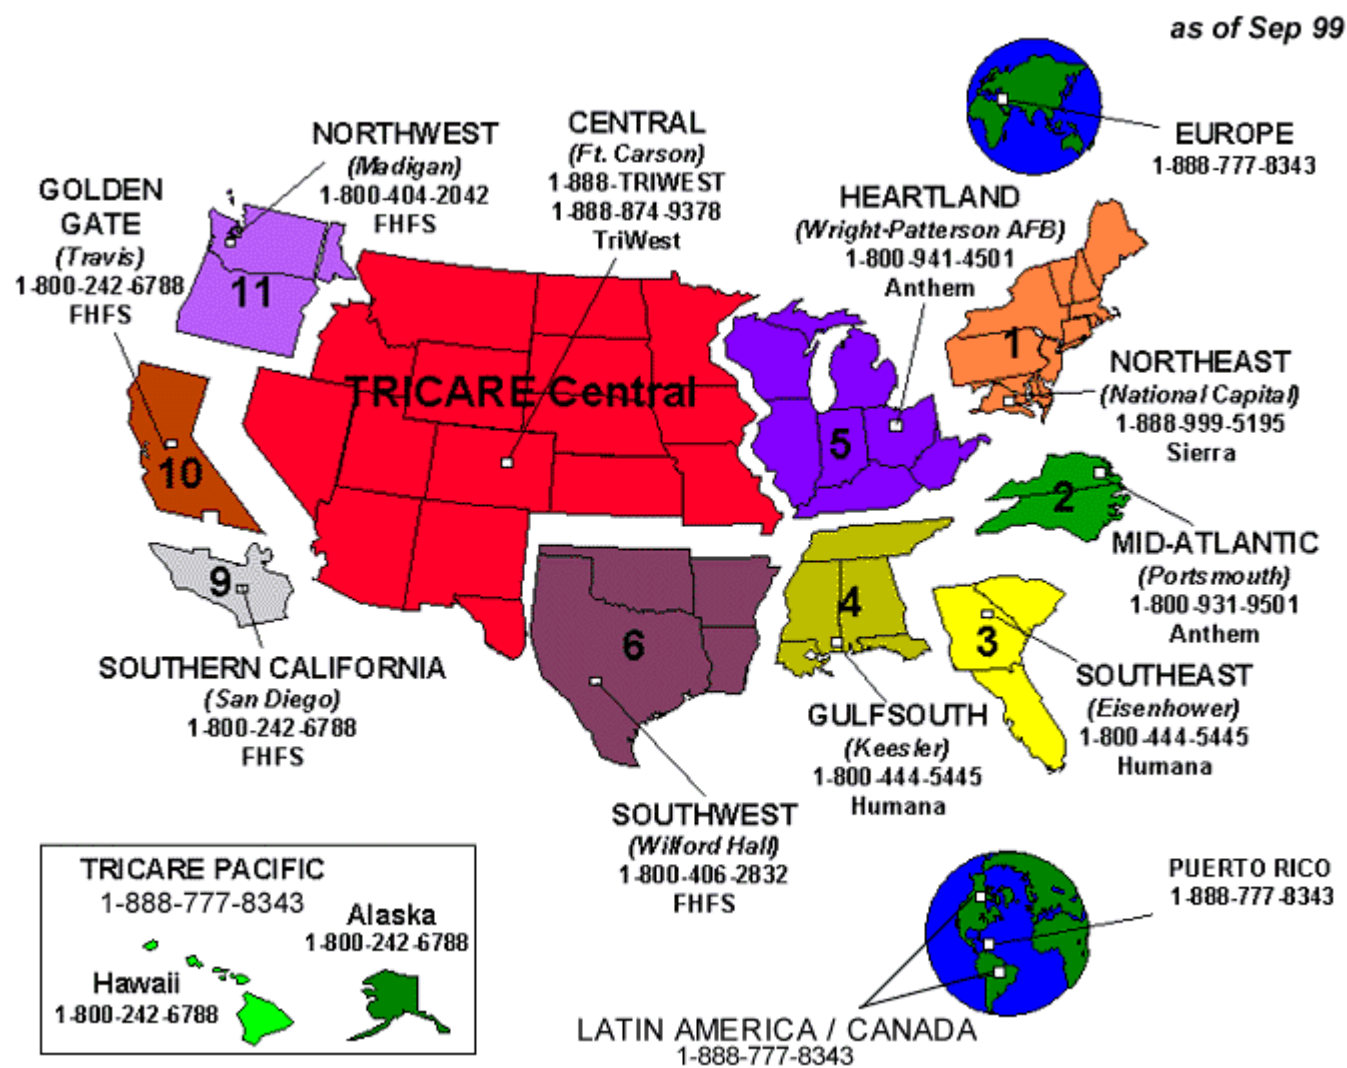 as of Sep 99
EUROPE
1-888-777-8343
NORTHWEST
(Madigan)
1-800-404-2042
FHFS
CENTRAL
(Ft. Carson)
1-888-TRIWEST
1-888-874-9378
TriWest
GOLDEN
GATE
(Travis)
1-800-242-6788
FHFS
HEARTLAND
(Wright-Patterson AFB)
1-800-941-4501
Anthem
11
1
TRICARE Central
NORTHEAST
(National Capital)
1-888-999-5195
Sierra
10
5
2
MID-ATLANTIC
(Portsmouth)
1-800-931-9501
Anthem
9
4
6
3
SOUTHERN CALIFORNIA
(San Diego)
1-800-242-6788
FHFS
SOUTHEAST
(Eisenhower)
1-800-444-5445
Humana
GULFSOUTH
(Keesler)
1-800-444-5445
Humana
SOUTHWEST
(Wilford Hall)
1-800-406-2832
FHFS
TRICARE PACIFIC
1-888-777-8343
Alaska
1-800-242-6788
Hawaii
1-800-242-6788
PUERTO RICO
1-888-777-8343
LATIN AMERICA / CANADA
1-888-777-8343